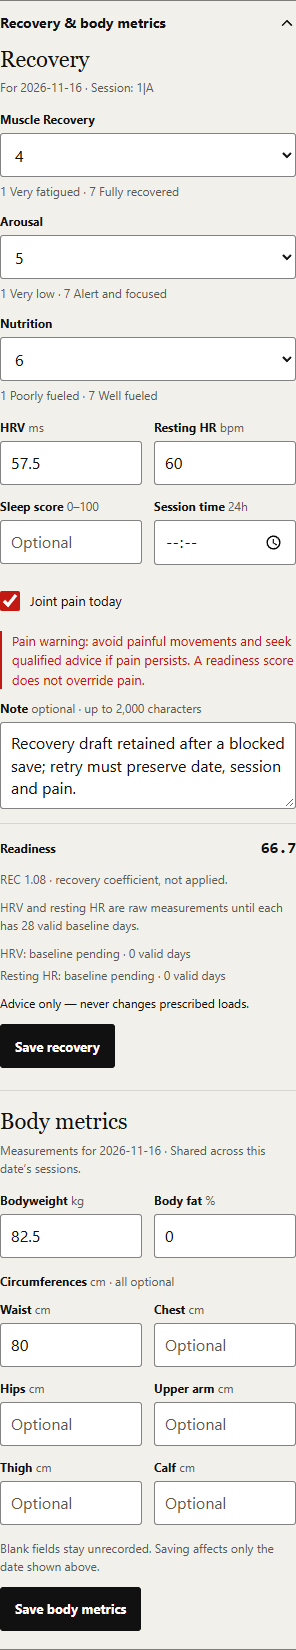 Recovery & body metrics
Recovery
For 2026-11-16 · Session: 1|A
Muscle Recovery
4
1 Very fatigued · 7 Fully recovered
Arousal
5
1 Very low · 7 Alert and focused
Nutrition
6
1 Poorly fueled · 7 Well fueled
HRV ms
Resting HR bpm
57.5
60
Sleep score 0–100
Session time 24h
Optional
--:--
Joint pain today
Pain warning: avoid painful movements and seek
qualified advice if pain persists. A readiness score
does not override pain.
Note optional · up to 2,000 characters
Recovery draft retained after a blocked
save; retry must preserve date, session
and pain.
Readiness 66.7
REC 1.08 · recovery coefficient, not applied.
HRV and resting HR are raw measurements until each
has 28 valid baseline days.
HRV: baseline pending · 0 valid days
Resting HR: baseline pending · 0 valid days
Advice only — never changes prescribed loads.
Save recovery
Body metrics
Measurements for 2026-11-16 · Shared across this
date’s sessions.
Bodyweight kg
Body fat %
82.5
0
Circumferences cm · all optional
Waist cm
Chest cm
80
Optional
Hips cm
Upper arm cm
Optional
Optional
Thigh cm
Calf cm
Optional
Optional
Blank fields stay unrecorded. Saving affects only the
date shown above.
Save body metrics